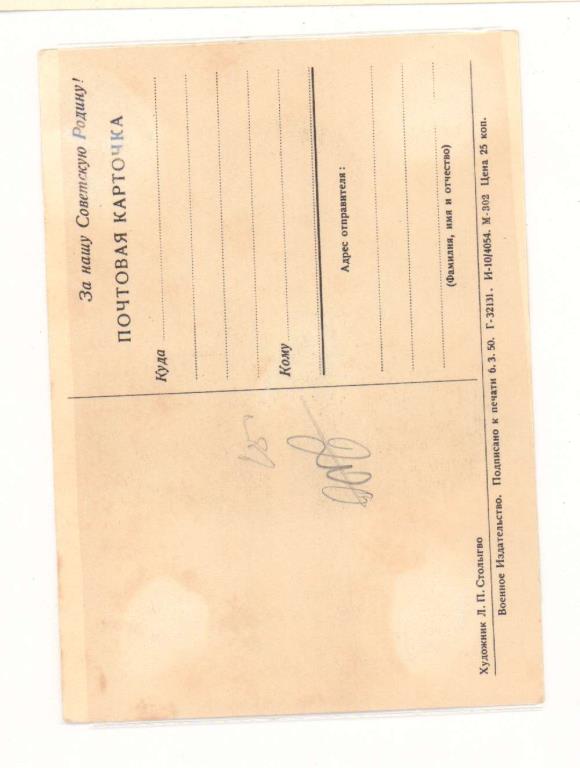 За нашу Советскую Родину!
ПОЧТОВАЯ КАРТОЧКА
Куда
Кому
Адрес отправителя:
(Фамилия, имя и отчество)
Художник Л. П. Столыгво
Военное Издательство. Подписано к печати 6. 3. 50. Г-32131. И-10/4054. М-302 Цена 25 коп.